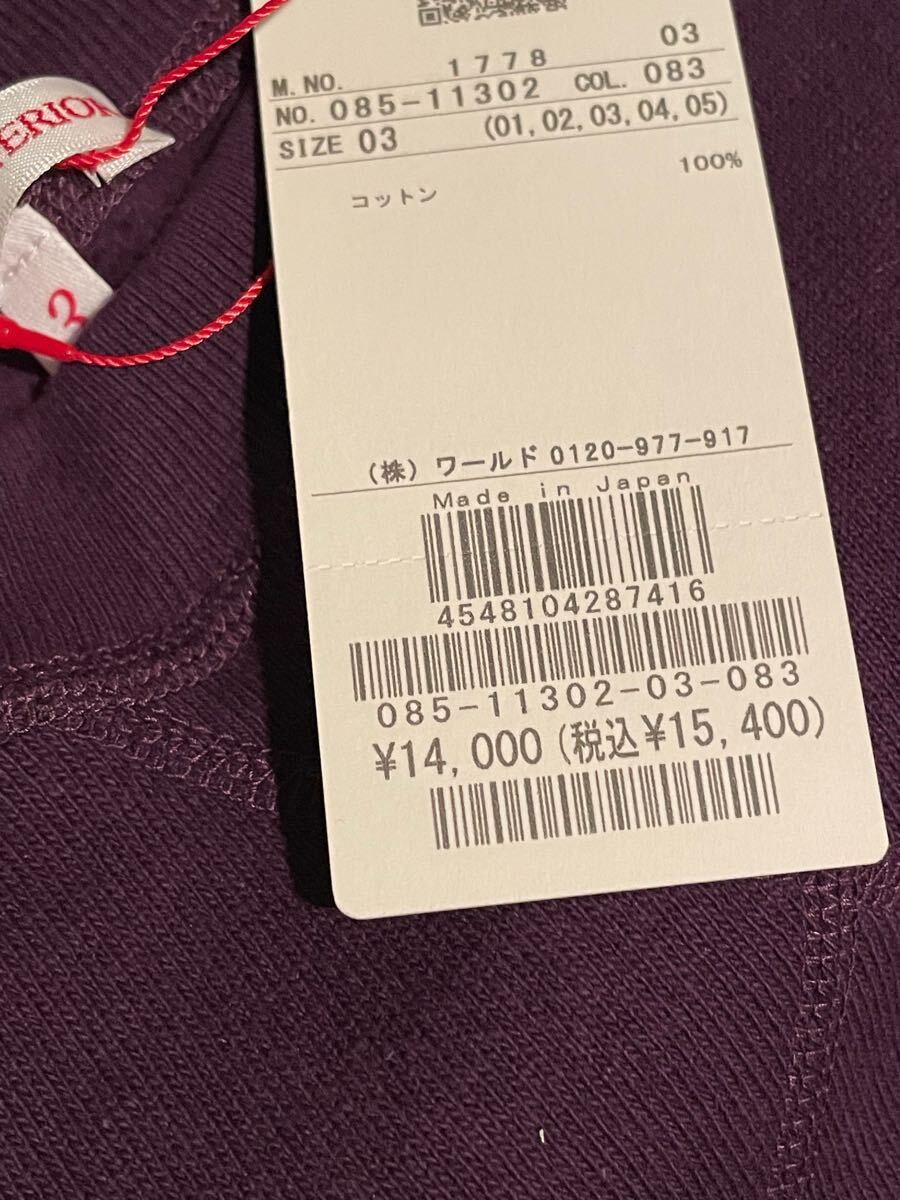 03
M. NO. 1778
NO. 085-11302 COL. 083
SIZE 03 (01, 02, 03, 04, 05)
コットン 100%
(株) ワールド 0120-977-917
Made in Japan
4548104287416
085-11302-03-083
¥14,000 (税込¥15,400)
3